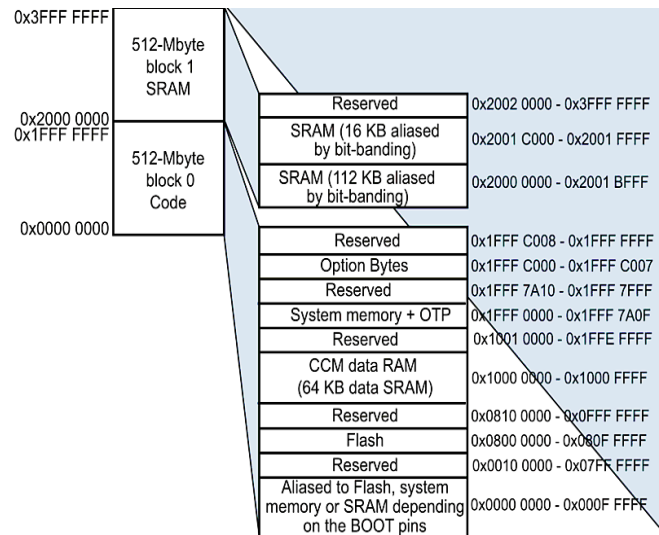 0x3FFF FFFF
512-Mbyte
block 1
SRAM
0x2000 0000
0x1FFF FFFF
512-Mbyte
block 0
Code
0x0000 0000
Reserved 0x2002 0000 - 0x3FFF FFFF
SRAM (16 KB aliased
by bit-banding)
0x2001 C000 - 0x2001 FFFF
SRAM (112 KB aliased
by bit-banding)
0x2000 0000 - 0x2001 BFFF
Reserved 0x1FFF C008 - 0x1FFF FFFF
Option Bytes 0x1FFF C000 - 0x1FFF C007
Reserved 0x1FFF 7A10 - 0x1FFF 7FFF
System memory + OTP 0x1FFF 0000 - 0x1FFF 7A0F
Reserved 0x1001 0000 - 0x1FFE FFFF
CCM data RAM
(64 KB data SRAM)
0x1000 0000 - 0x1000 FFFF
Reserved 0x0810 0000 - 0x0FFF FFFF
Flash 0x0800 0000 - 0x080F FFFF
Reserved 0x0010 0000 - 0x07FF FFFF
Aliased to Flash, system
memory or SRAM depending
on the BOOT pins
0x0000 0000 - 0x000F FFFF